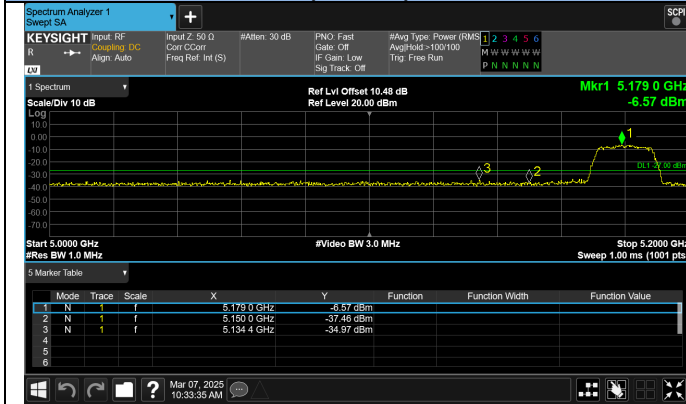 Spectrum Analyzer 1
Swept SA
+
SCPI
KEYSIGHT Input: RF Input Z: 50 Ω #Atten: 30 dB PNO: Fast #Avg Type: Power (RMS 1 2 3 4 5 6
R Coupling: DC Corr CCorr Gate: Off Avg|Hold:>100/100 M W W W W W
Align: Auto Freq Ref: Int (S) IF Gain: Low Trig: Free Run P N N N N N
LXI Sig Track: Off
1 Spectrum Ref Lvl Offset 10.48 dB Mkr1 5.179 0 GHz
Scale/Div 10 dB Ref Level 20.00 dBm -6.57 dBm
Log
10.0
0.00
-10.0
-20.0
-30.0
-40.0
-50.0
-60.0
-70.0
1
DL1 -27.00 dBm
3
2
Start 5.0000 GHz #Video BW 3.0 MHz Stop 5.2000 GHz
#Res BW 1.0 MHz Sweep 1.00 ms (1001 pts
5 Marker Table
Mode Trace Scale X Y Function Function Width Function Value
1 N 1 f 5.179 0 GHz -6.57 dBm
2 N 1 f 5.150 0 GHz -37.46 dBm
3 N 1 f 5.134 4 GHz -34.97 dBm
4
5
6
? Mar 07, 2025
10:33:35 AM